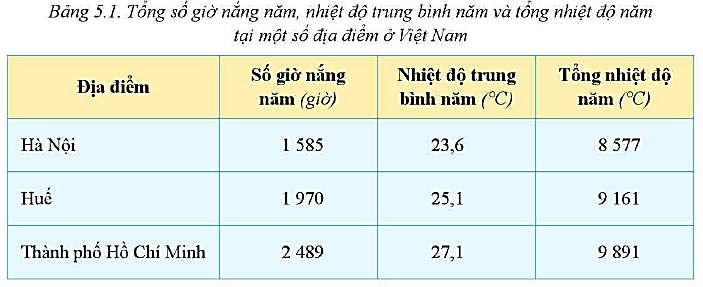 Bảng 5.1. Tổng số giờ nắng năm, nhiệt độ trung bình năm và tổng nhiệt độ năm
tại một số địa điểm ở Việt Nam
Địa điểm
Số giờ nắng
năm (giờ)
Nhiệt độ trung
bình năm (°C)
Tổng nhiệt độ
năm (°C)
Hà Nội 1 585 23,6 8 577
Huế 1 970 25,1 9 161
Thành phố Hồ Chí Minh 2 489 27,1 9 891